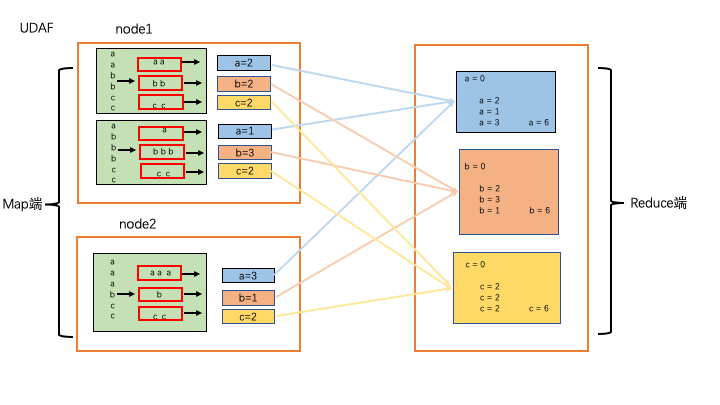 UDAF
node1
a
a
b
b
c
c
a a
b b
c c
a=2
b=2
c=2
a
b
b
b
c
c
a
b b b
c c
a=1
b=3
c=2
Map端
node2
a
a
a
b
c
c
a a a
b
c c
a=3
b=1
c=2
a = 0
a = 2
a = 1
a = 3 a = 6
b = 0
b = 2
b = 3
b = 1 b = 6
c = 0
c = 2
c = 2
c = 2 c = 6
Reduce端